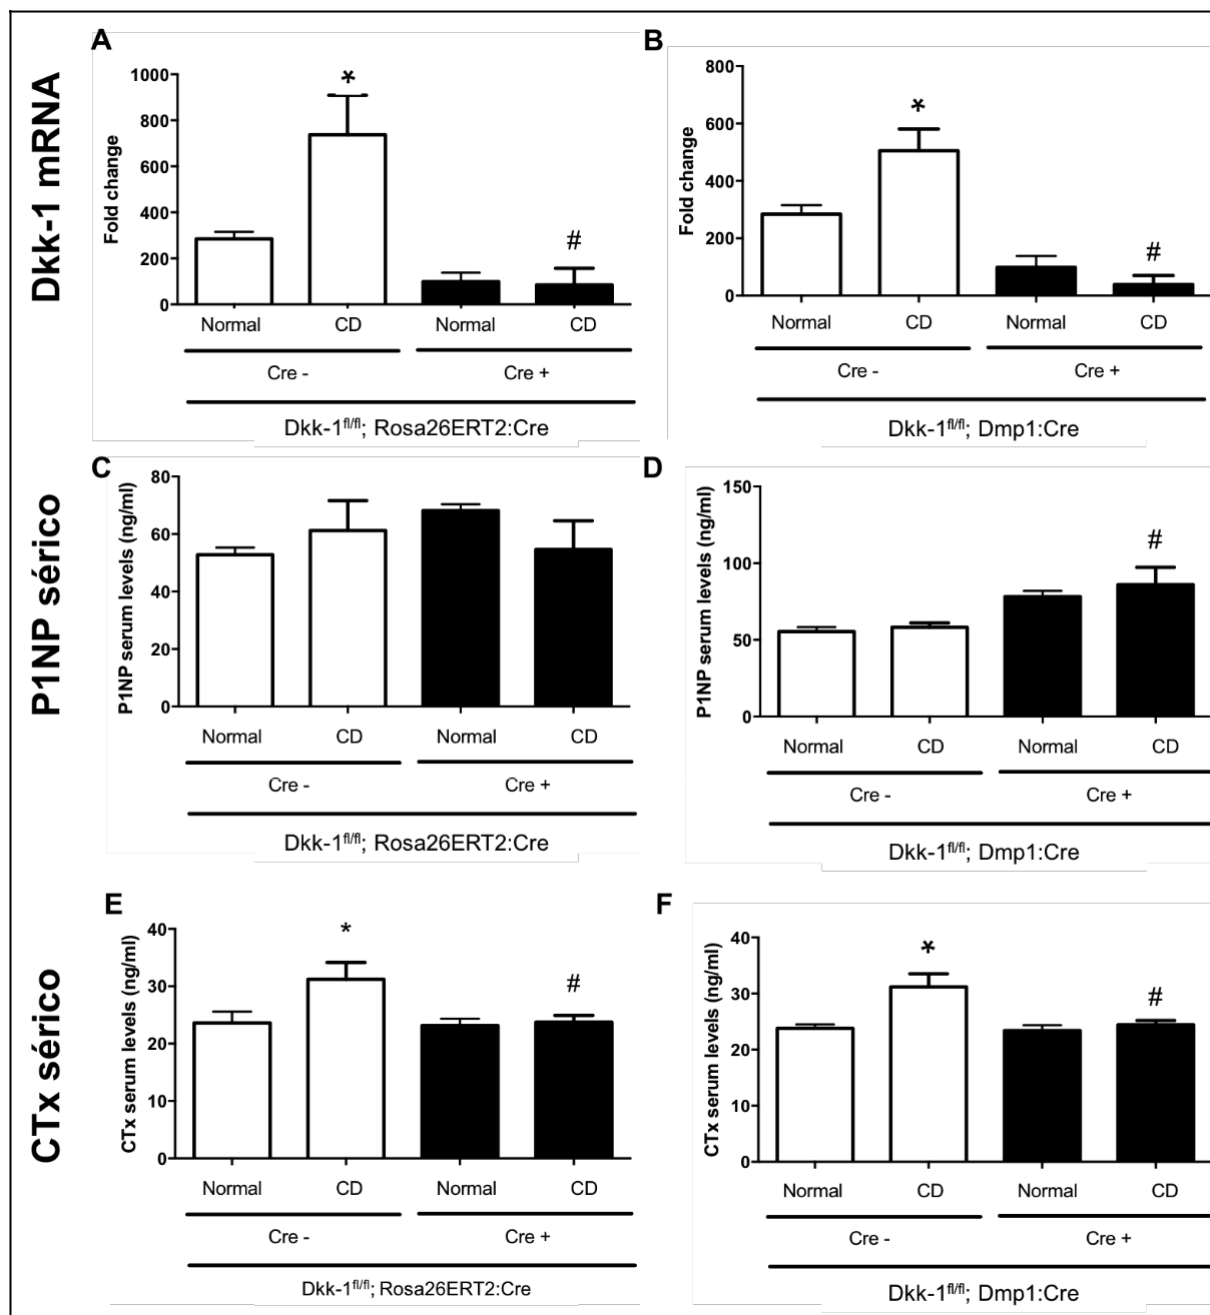 Dkk-1 mRNA
A
Fold change
1000
800
600
400
200
0
*
#
Normal CD Normal CD
Cre - Cre +
Dkk-1fl/fl; Rosa26ERT2:Cre
B
Fold change
800
600
400
200
0
*
#
Normal CD Normal CD
Cre - Cre +
Dkk-1fl/fl; Dmp1:Cre
P1NP sérico
C
P1NP serum levels (ng/ml)
80
60
40
20
0
Normal CD Normal CD
Cre - Cre +
Dkk-1fl/fl; Rosa26ERT2:Cre
D
P1NP serum levels (ng/ml)
150
100
50
0
#
Normal CD Normal CD
Cre - Cre +
Dkk-1fl/fl; Dmp1:Cre
CTx sérico
E
CTx serum levels (ng/ml)
40
30
20
10
0
*
#
Normal CD Normal CD
Cre - Cre +
Dkk-1fl/fl; Rosa26ERT2:Cre
F
CTx serum levels (ng/ml)
40
30
20
10
0
*
#
Normal CD Normal CD
Cre - Cre +
Dkk-1fl/fl; Dmp1:Cre